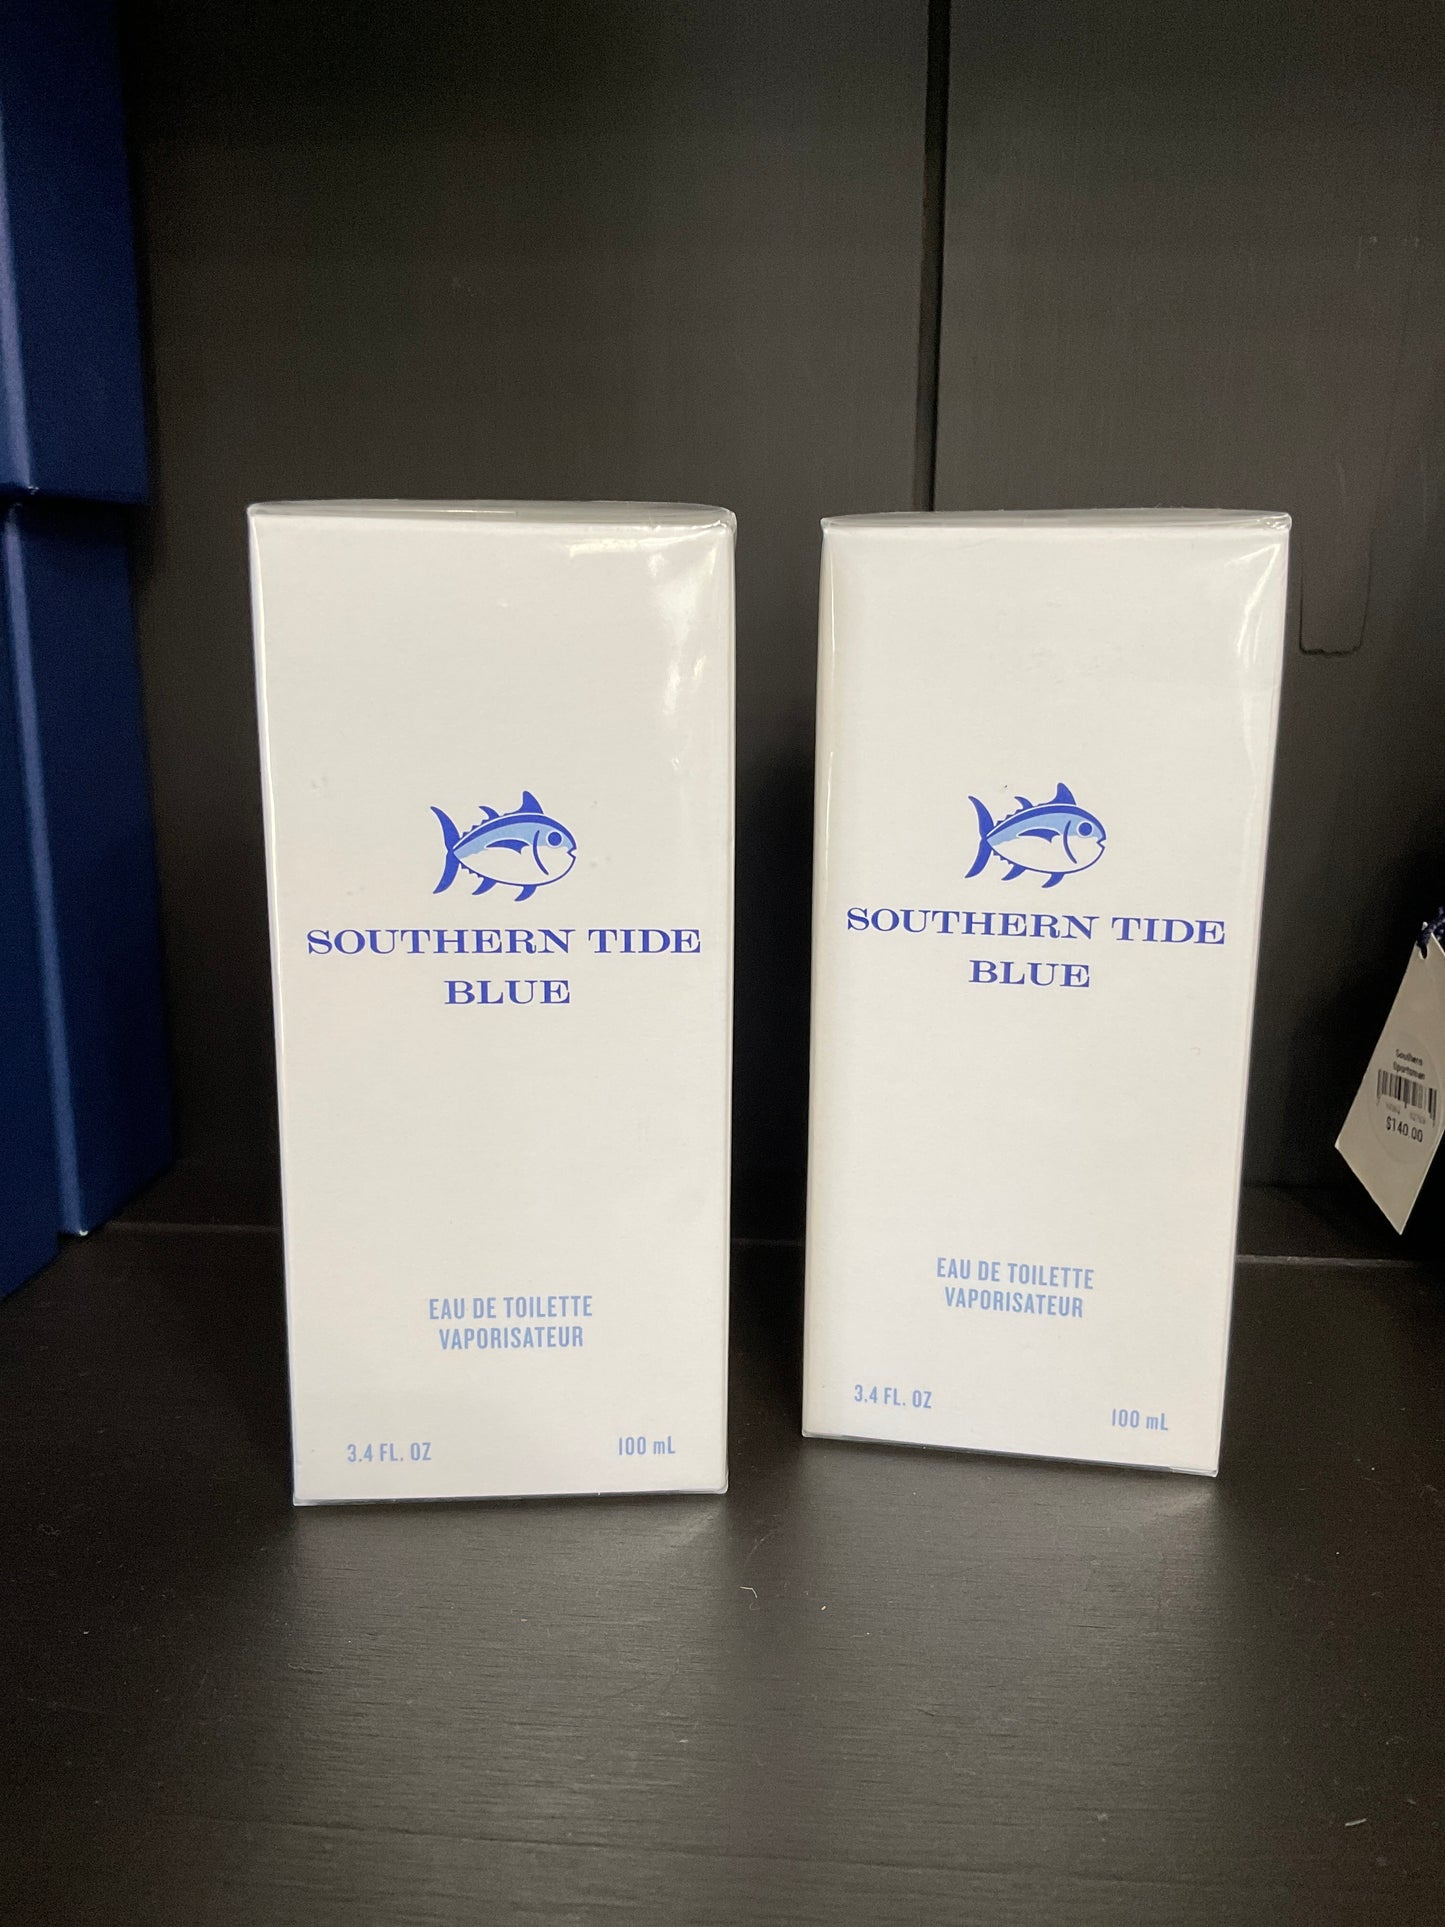 SOUTHERN TIDE
BLUE
EAU DE TOILETTE
VAPORISATEUR
3.4 FL. OZ
100 mL
SOUTHERN TIDE
BLUE
EAU DE TOILETTE
VAPORISATEUR
3.4 FL. OZ
100 mL
Southern
Sportsman
$140.00